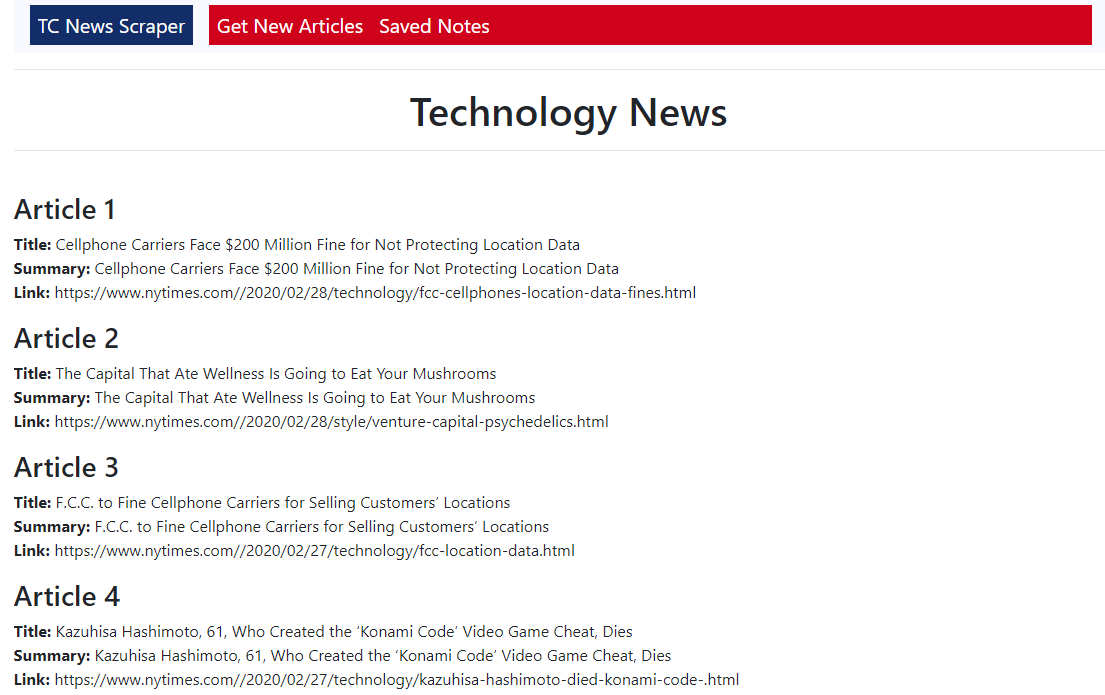 TC News Scraper Get New Articles Saved Notes
Technology News
Article 1
Title: Cellphone Carriers Face $200 Million Fine for Not Protecting Location Data
Summary: Cellphone Carriers Face $200 Million Fine for Not Protecting Location Data
Link: https://www.nytimes.com//2020/02/28/technology/fcc-cellphones-location-data-fines.html
Article 2
Title: The Capital That Ate Wellness Is Going to Eat Your Mushrooms
Summary: The Capital That Ate Wellness Is Going to Eat Your Mushrooms
Link: https://www.nytimes.com//2020/02/28/style/venture-capital-psychedelics.html
Article 3
Title: F.C.C. to Fine Cellphone Carriers for Selling Customers’ Locations
Summary: F.C.C. to Fine Cellphone Carriers for Selling Customers’ Locations
Link: https://www.nytimes.com//2020/02/27/technology/fcc-location-data.html
Article 4
Title: Kazuhisa Hashimoto, 61, Who Created the ‘Konami Code’ Video Game Cheat, Dies
Summary: Kazuhisa Hashimoto, 61, Who Created the ‘Konami Code’ Video Game Cheat, Dies
Link: https://www.nytimes.com//2020/02/27/technology/kazuhisa-hashimoto-died-konami-code-.html